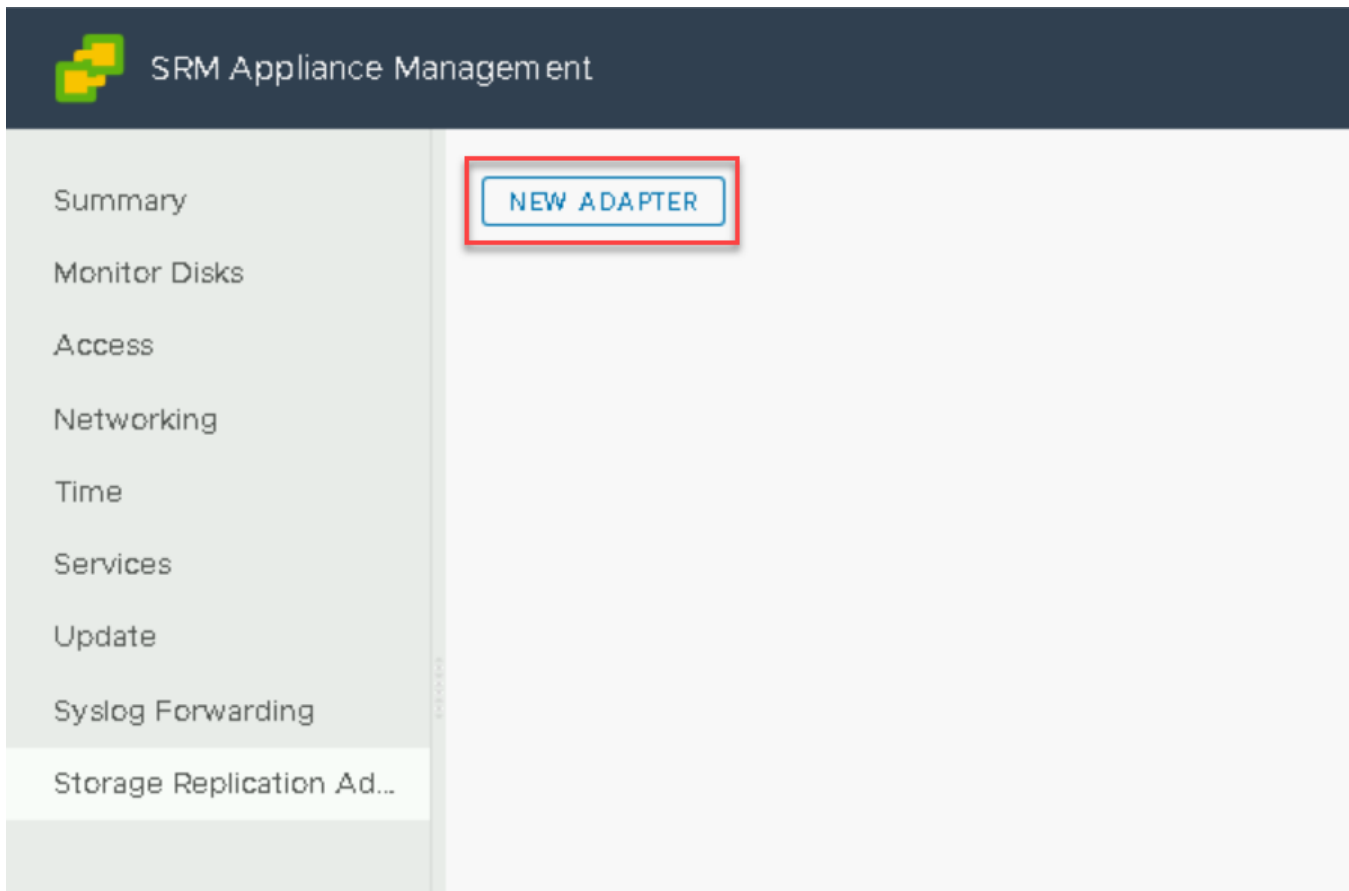 SRM Appliance Management
Summary
NEW ADAPTER
Monitor Disks
Access
Networking
Time
Services
Update
Syslog Forwarding
Storage Replication Ad...